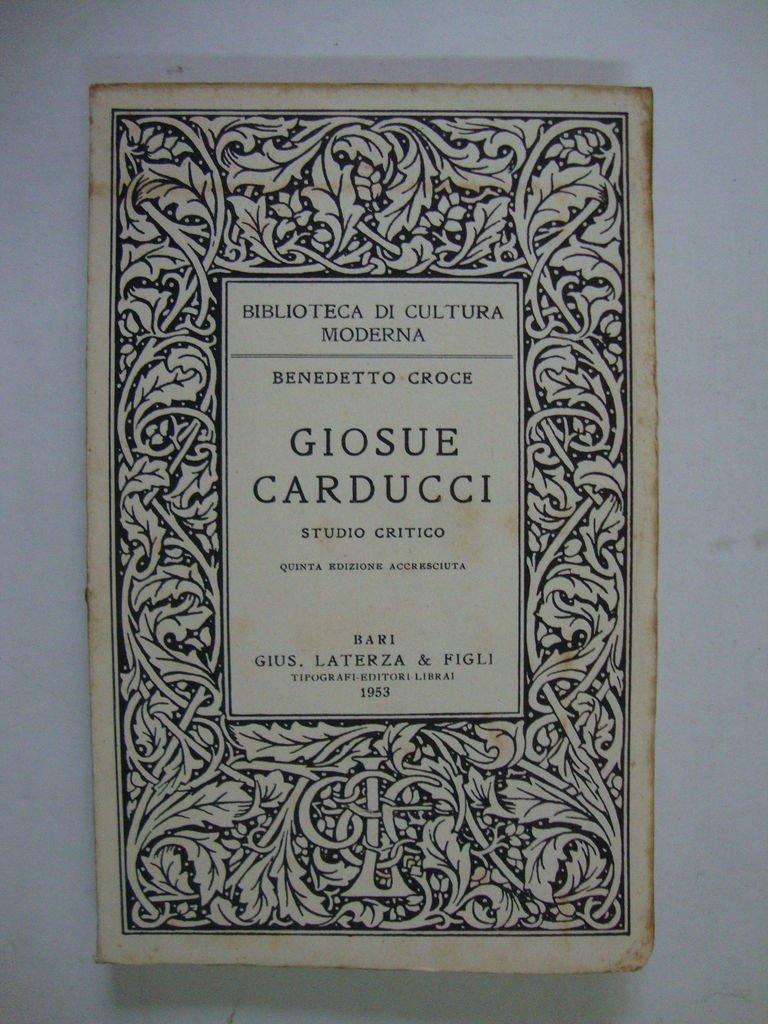 BIBLIOTECA DI CULTURA
MODERNA
BENEDETTO CROCE
GIOSUE
CARDUCCI
STUDIO CRITICO
QUINTA EDIZIONE ACCRESCIUTA
BARI
GIUS. LATERZA & FIGLI
TIPOGRAFI-EDITORI-LIBRAI
1953